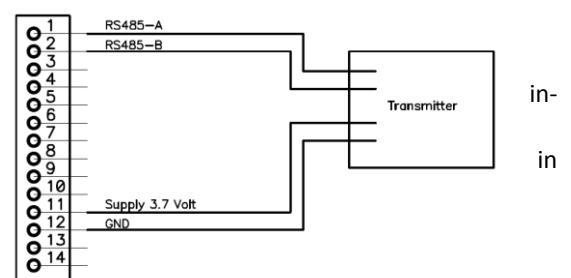 1 RS485-A
2 RS485-B
3
4
5
6
7
8
9
10
11 Supply 3.7 Volt
12 GND
13
14
Transmitter
in-
in